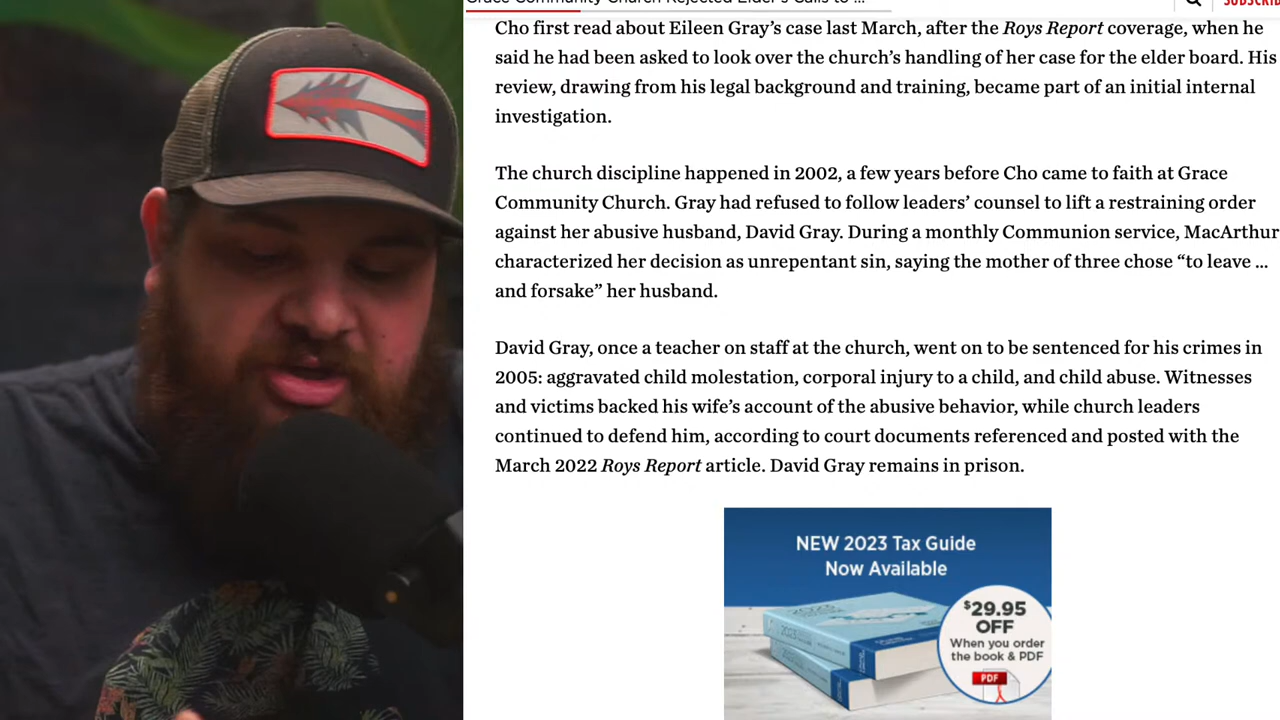 Grace Community Church Rejected Elder's Calls to ...
Cho first read about Eileen Gray’s case last March, after the Roys Report coverage, when he
said he had been asked to look over the church’s handling of her case for the elder board. His
review, drawing from his legal background and training, became part of an initial internal
investigation.
The church discipline happened in 2002, a few years before Cho came to faith at Grace
Community Church. Gray had refused to follow leaders’ counsel to lift a restraining order
against her abusive husband, David Gray. During a monthly Communion service, MacArthur
characterized her decision as unrepentant sin, saying the mother of three chose “to leave …
and forsake” her husband.
David Gray, once a teacher on staff at the church, went on to be sentenced for his crimes in
2005: aggravated child molestation, corporal injury to a child, and child abuse. Witnesses
and victims backed his wife’s account of the abusive behavior, while church leaders
continued to defend him, according to court documents referenced and posted with the
March 2022 Roys Report article. David Gray remains in prison.
NEW 2023 Tax Guide
Now Available
$29.95
OFF
When you order
the book & PDF
PDF